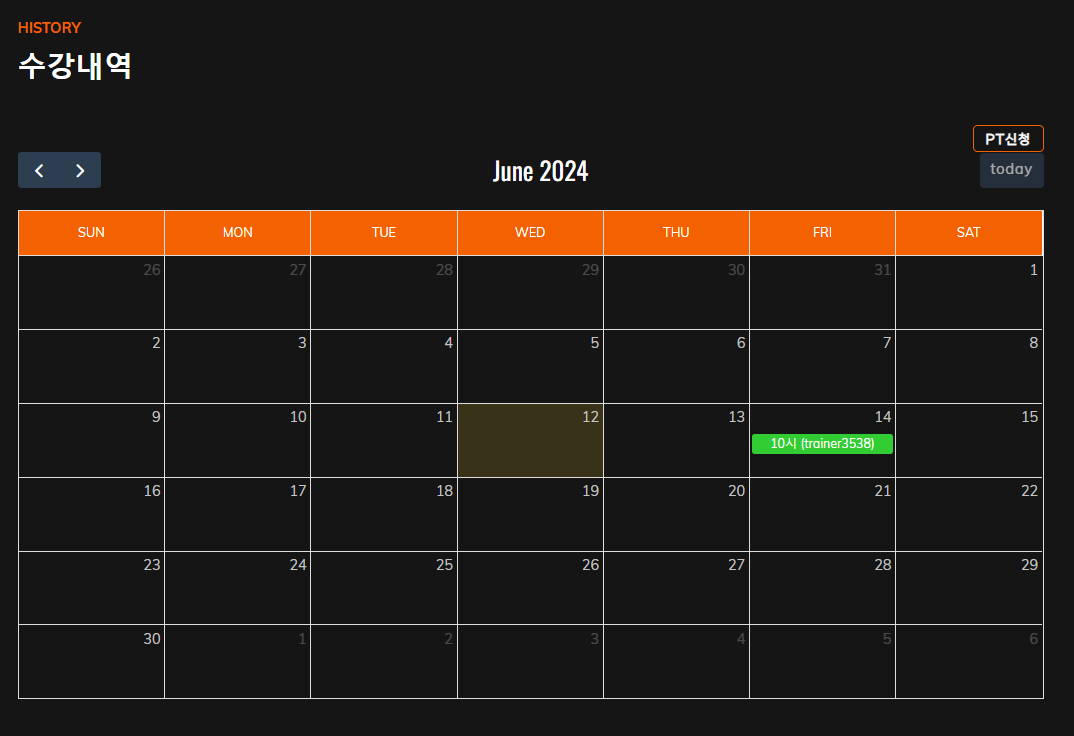 HISTORY
수강내역
PT신청
June 2024
today
SUN MON TUE WED THU FRI SAT
26 27 28 29 30 31 1
2 3 4 5 6 7 8
9 10 11 12 13 14 15
10시 (trainer3538)
16 17 18 19 20 21 22
23 24 25 26 27 28 29
30 1 2 3 4 5 6